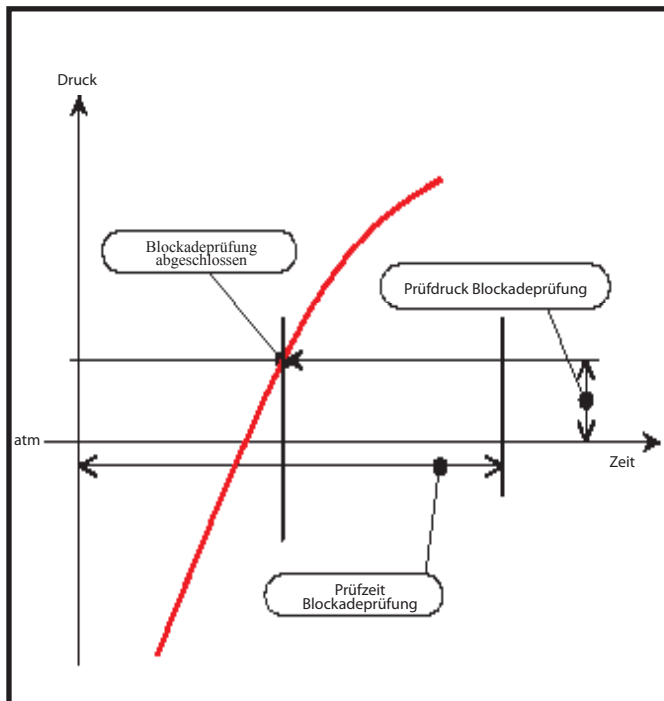 Druck
Blockadeprüfung
abgeschlossen
Prüfdruck Blockadeprüfung
atm
Zeit
Prüfzeit
Blockadeprüfung